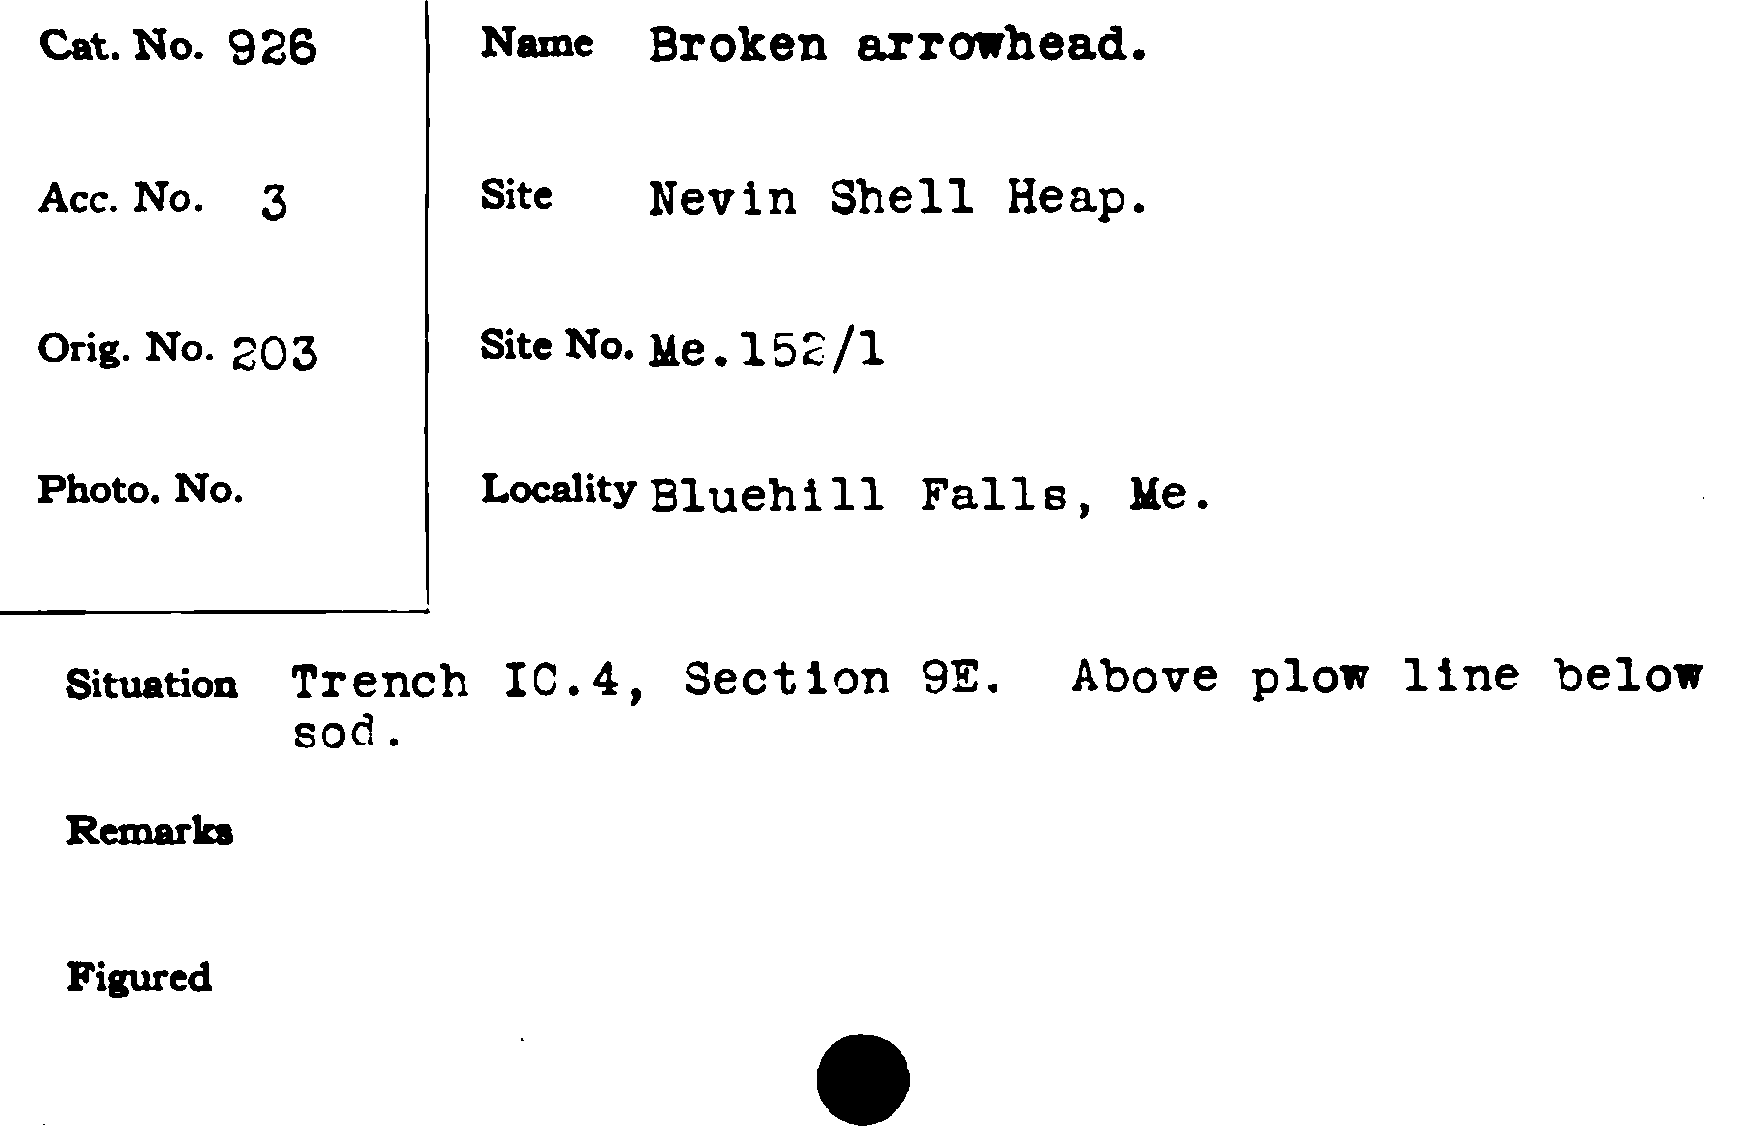 Cat. No. 926
Name Broken arrowhead.
Acc. No. 3
Site Nevin Shell Heap.
Orig. No. 203
Site No. Me.152/1
Photo. No.
Locality Bluehill Falls, Me.
Situation Trench IC.4, Section 9E. Above plow line below
sod.
Remarks
Figured